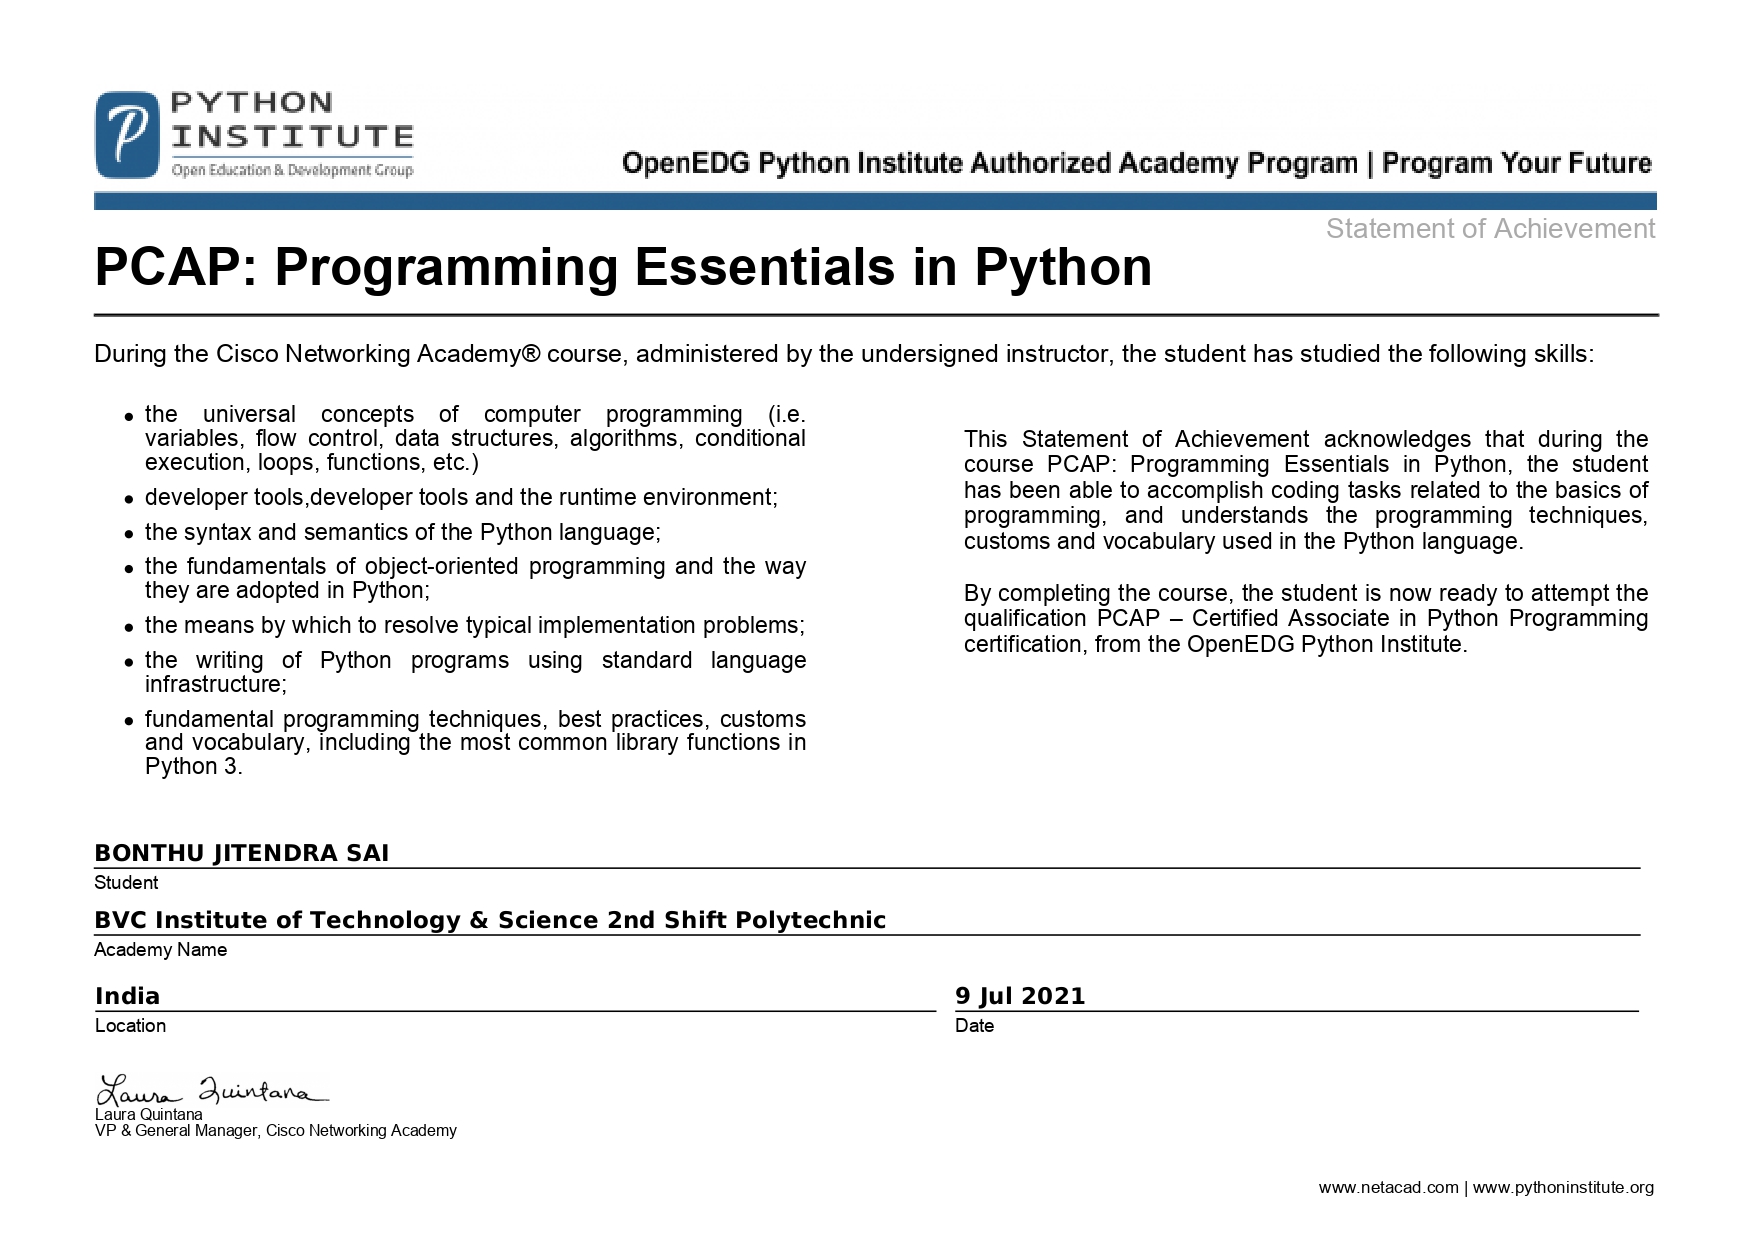 PYTHON
INSTITUTE
Open Education & Development Group
OpenEDG Python Institute Authorized Academy Program | Program Your Future
Statement of Achievement
PCAP: Programming Essentials in Python
During the Cisco Networking Academy® course, administered by the undersigned instructor, the student has studied the following skills:
• the universal concepts of computer programming (i.e.
variables, flow control, data structures, algorithms, conditional
execution, loops, functions, etc.)
• developer tools,developer tools and the runtime environment;
• the syntax and semantics of the Python language;
• the fundamentals of object-oriented programming and the way
they are adopted in Python;
• the means by which to resolve typical implementation problems;
• the writing of Python programs using standard language
infrastructure;
• fundamental programming techniques, best practices, customs
and vocabulary, including the most common library functions in
Python 3.
This Statement of Achievement acknowledges that during the
course PCAP: Programming Essentials in Python, the student
has been able to accomplish coding tasks related to the basics of
programming, and understands the programming techniques,
customs and vocabulary used in the Python language.
By completing the course, the student is now ready to attempt the
qualification PCAP – Certified Associate in Python Programming
certification, from the OpenEDG Python Institute.
BONTHU JITENDRA SAI
Student
BVC Institute of Technology & Science 2nd Shift Polytechnic
Academy Name
India
Location
9 Jul 2021
Date
Laura Quintana
Laura Quintana
VP & General Manager, Cisco Networking Academy
www.netacad.com | www.pythoninstitute.org